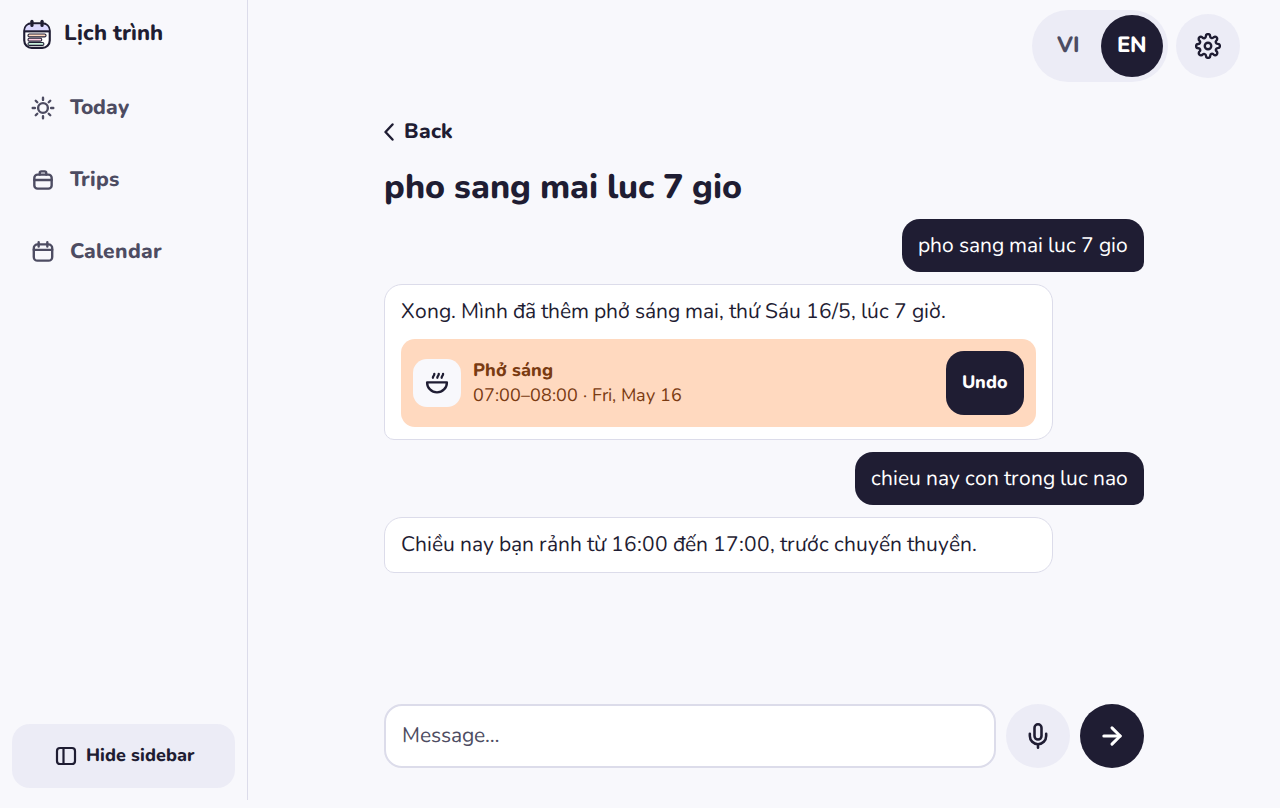 Lịch trình
Today
Trips
Calendar
Hide sidebar
VI EN
Back
pho sang mai luc 7 gio
pho sang mai luc 7 gio
Xong. Mình đã thêm phở sáng mai, thứ Sáu 16/5, lúc 7 giờ.
Phở sáng
07:00–08:00 · Fri, May 16
Undo
chieu nay con trong luc nao
Chiều nay bạn rảnh từ 16:00 đến 17:00, trước chuyến thuyền.
Message...